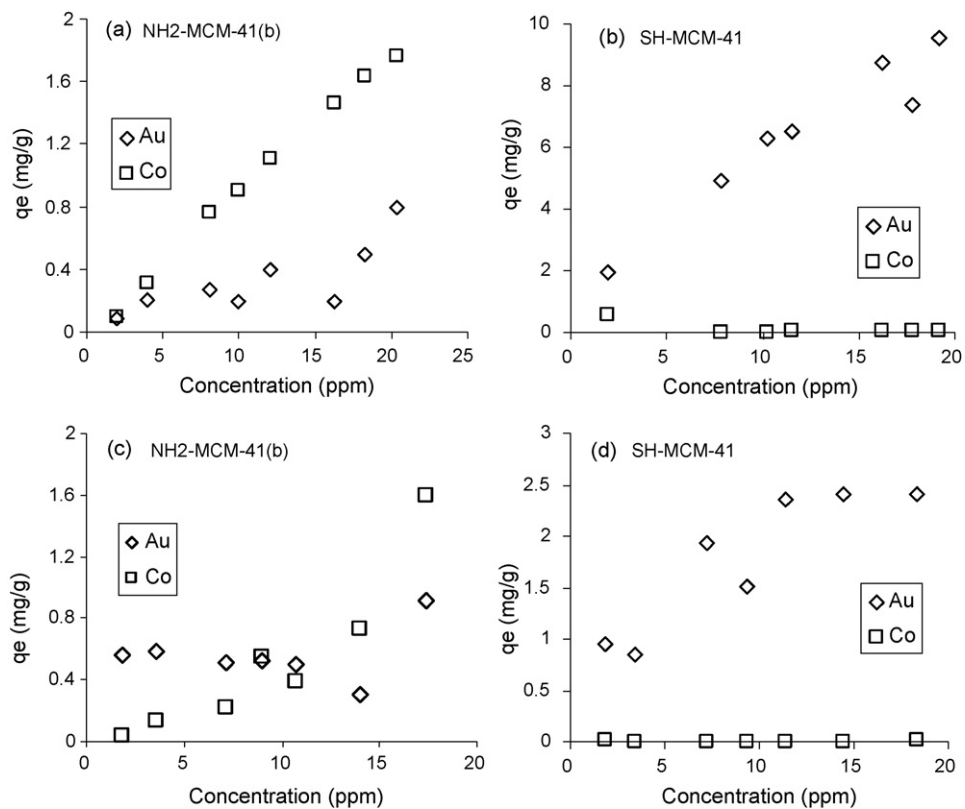 (a) NH2-MCM-41(b)
2
1.6
1.2
0.8
0.4
0
qe (mg/g)
Au
Co
0 5 10 15 20 25
Concentration (ppm)
(b) SH-MCM-41
10
8
6
4
2
0
qe (mg/g)
Au
Co
0 5 10 15 20
Concentration (ppm)
(c) NH2-MCM-41(b)
2
1.6
1.2
0.8
0.4
0
qe (mg/g)
Au
Co
0 5 10 15 20
Concentration (ppm)
(d) SH-MCM-41
3
2.5
2
1.5
1
0.5
0
qe (mg/g)
Au
Co
0 5 10 15 20
Concentration (ppm)